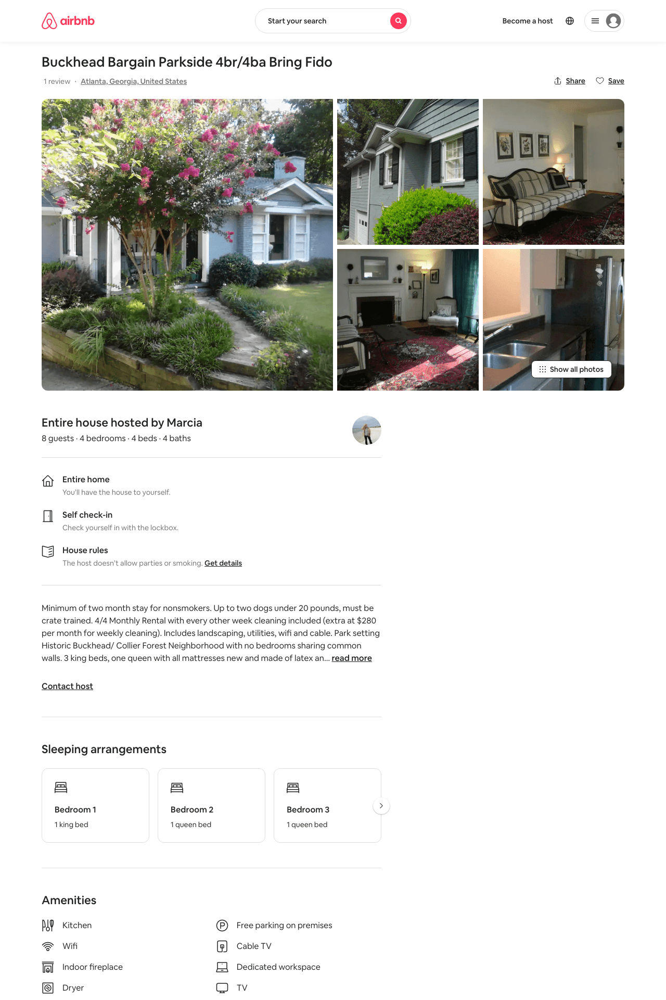 airbnb
Start your search
Become a host
Buckhead Bargain Parkside 4br/4ba Bring Fido
1 review · Atlanta, Georgia, United States
Share
Save
Show all photos
Entire house hosted by Marcia
8 guests · 4 bedrooms · 4 beds · 4 baths
Entire home
You’ll have the house to yourself.
Self check-in
Check yourself in with the lockbox.
House rules
The host doesn’t allow parties or smoking. Get details
Minimum of two month stay for nonsmokers. Up to two dogs under 20 pounds, must be
crate trained. 4/4 Monthly Rental with every other week cleaning included (extra at $280
per month for weekly cleaning). Includes landscaping, utilities, wifi and cable. Park setting
Historic Buckhead/ Collier Forest Neighborhood with no bedrooms sharing common
walls. 3 king beds, one queen with all mattresses new and made of latex an... read more
Contact host
Sleeping arrangements
Bedroom 1
1 king bed
Bedroom 2
1 queen bed
Bedroom 3
1 queen bed
Amenities
Kitchen
Free parking on premises
Wifi
Cable TV
Indoor fireplace
Dedicated workspace
Dryer
TV